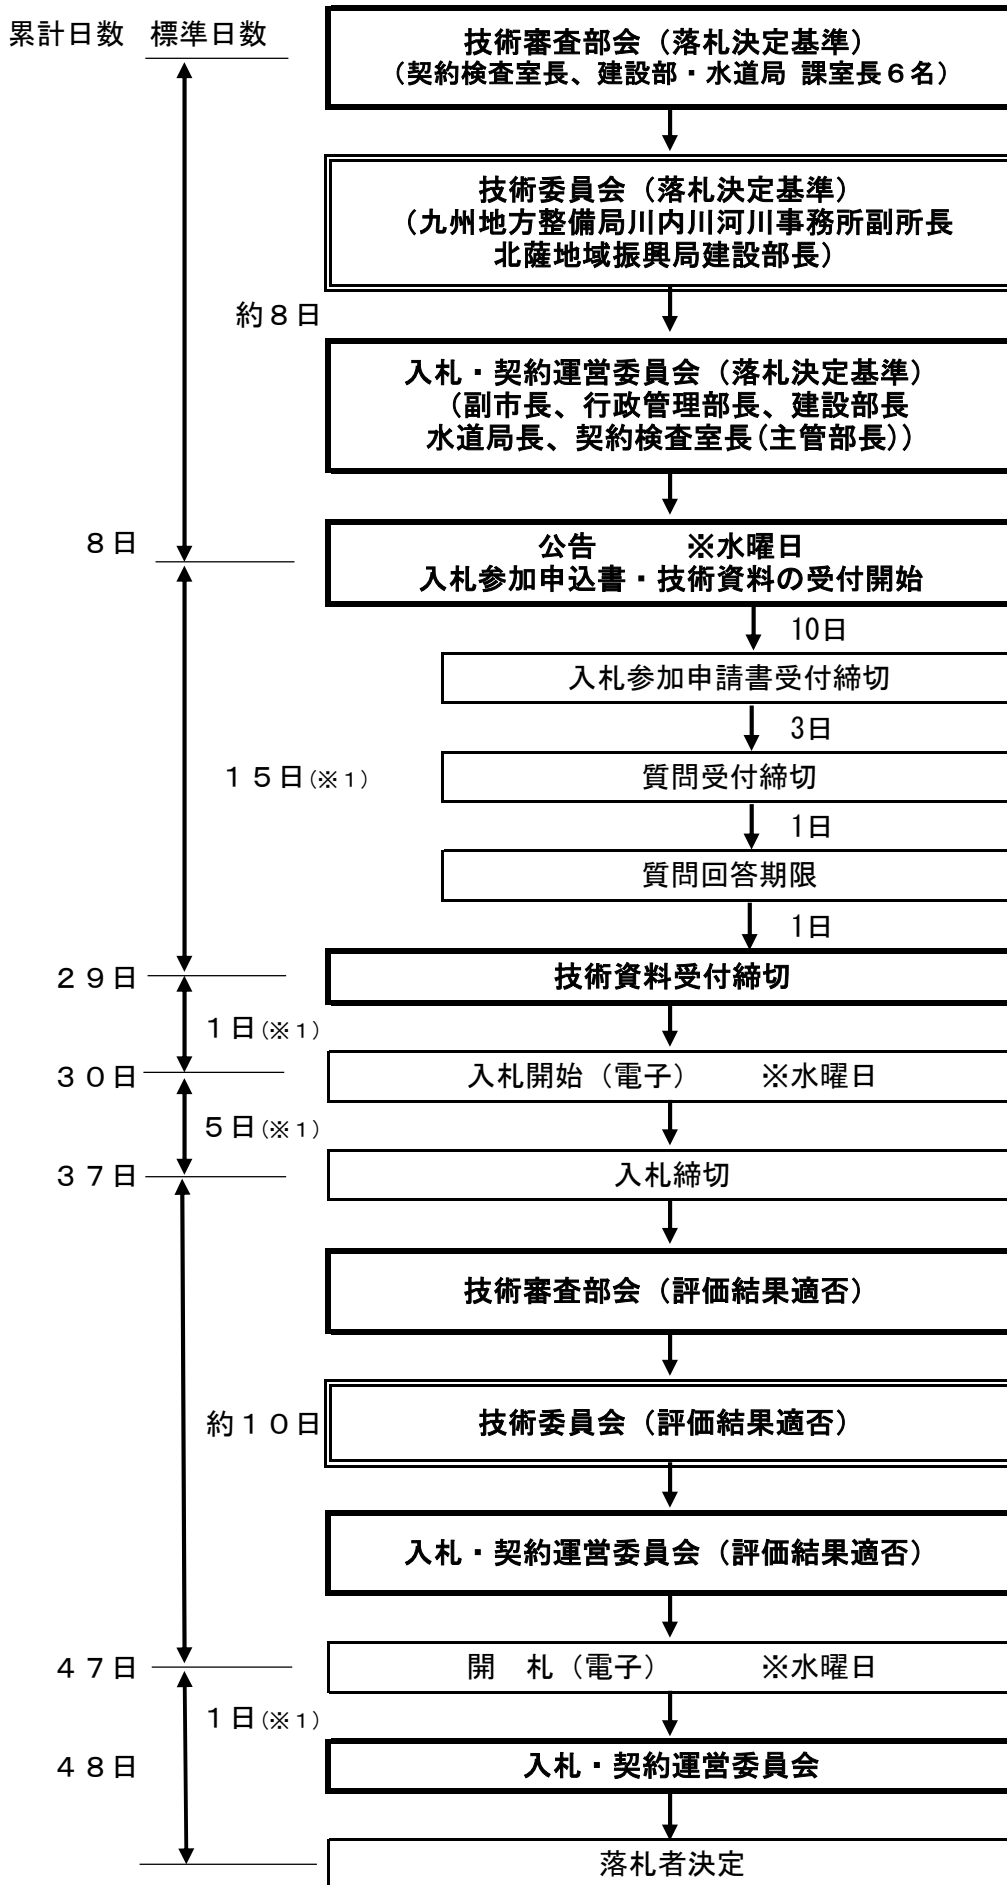 累計日数 標準日数
技術審査部会（落札決定基準）
（契約検査室長、建設部・水道局 課室長６名）
技術委員会（落札決定基準）
（九州地方整備局川内川河川事務所副所長
北薩地域振興局建設部長）
約８日
入札・契約運営委員会（落札決定基準）
（副市長、行政管理部長、建設部長
水道局長、契約検査室長(主管部長)）
８日
公告 ※水曜日
入札参加申込書・技術資料の受付開始
10日
入札参加申請書受付締切
3日
１５日(※１)
質問受付締切
1日
質問回答期限
1日
２９日
技術資料受付締切
１日(※１)
３０日
入札開始（電子） ※水曜日
５日(※１)
３７日
入札締切
技術審査部会（評価結果適否）
約１０日
技術委員会（評価結果適否）
入札・契約運営委員会（評価結果適否）
４７日
開 札（電子） ※水曜日
１日(※１)
４８日
入札・契約運営委員会
落札者決定